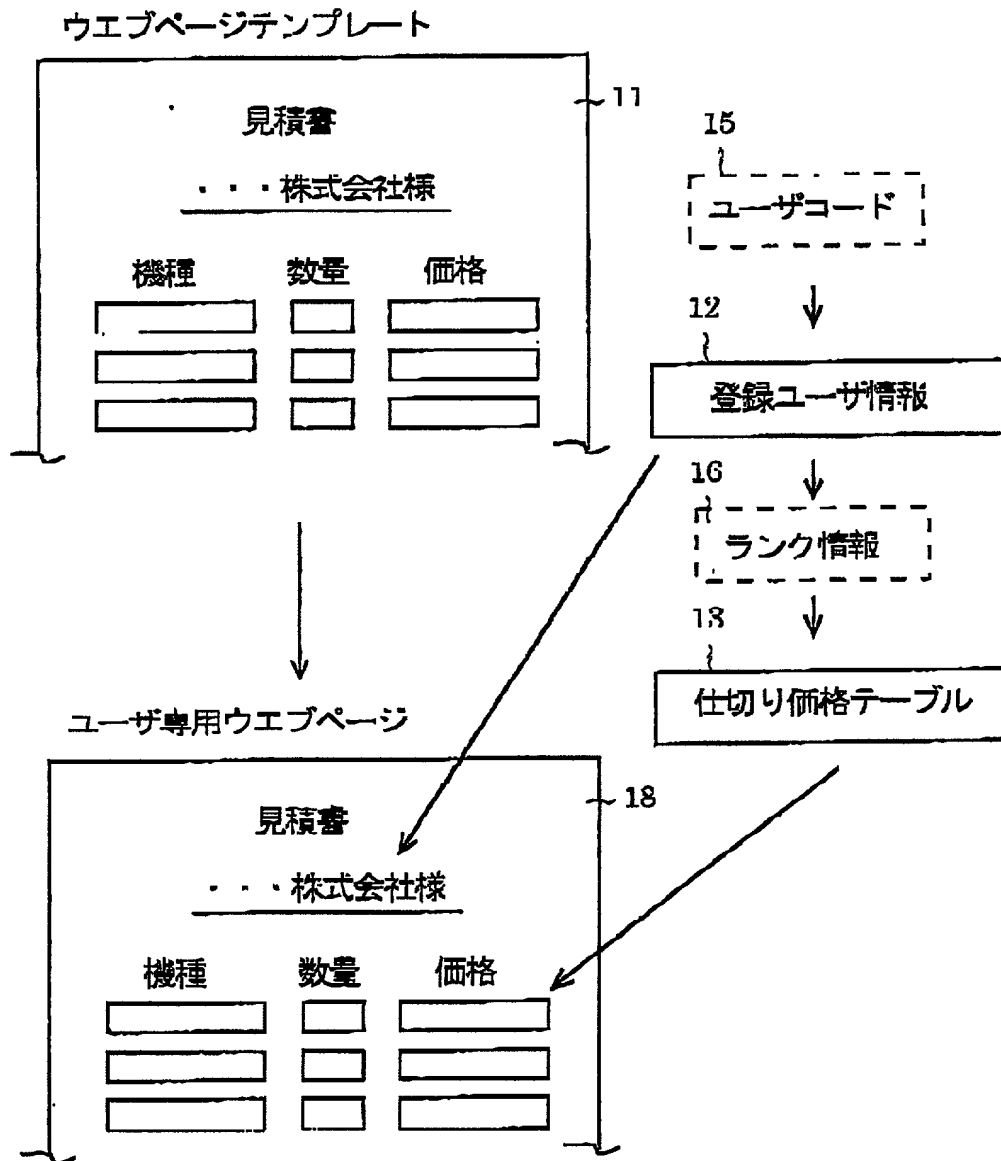 ウエブページテンプレート
11
見積書
・・・株式会社様
機種 数量 価格
15
ユーザコード
12
登録ユーザ情報
16
ランク情報
13
仕切り価格テーブル
ユーザ専用ウエブページ
18
見積書
・・・株式会社様
機種 数量 価格